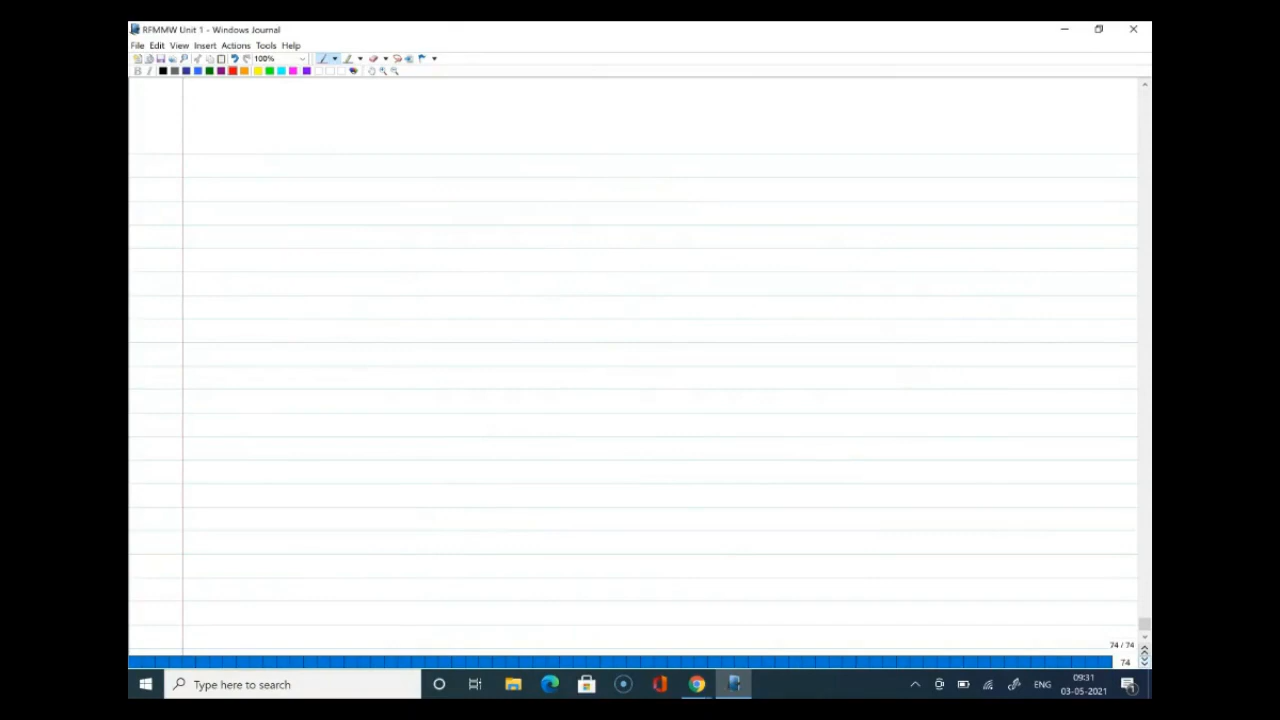 RFMMW Unit 1 - Windows Journal
File Edit View Insert Actions Tools Help
100%
B I
74 / 74
74
Type here to search
ENG
09:31
03-05-2021
1